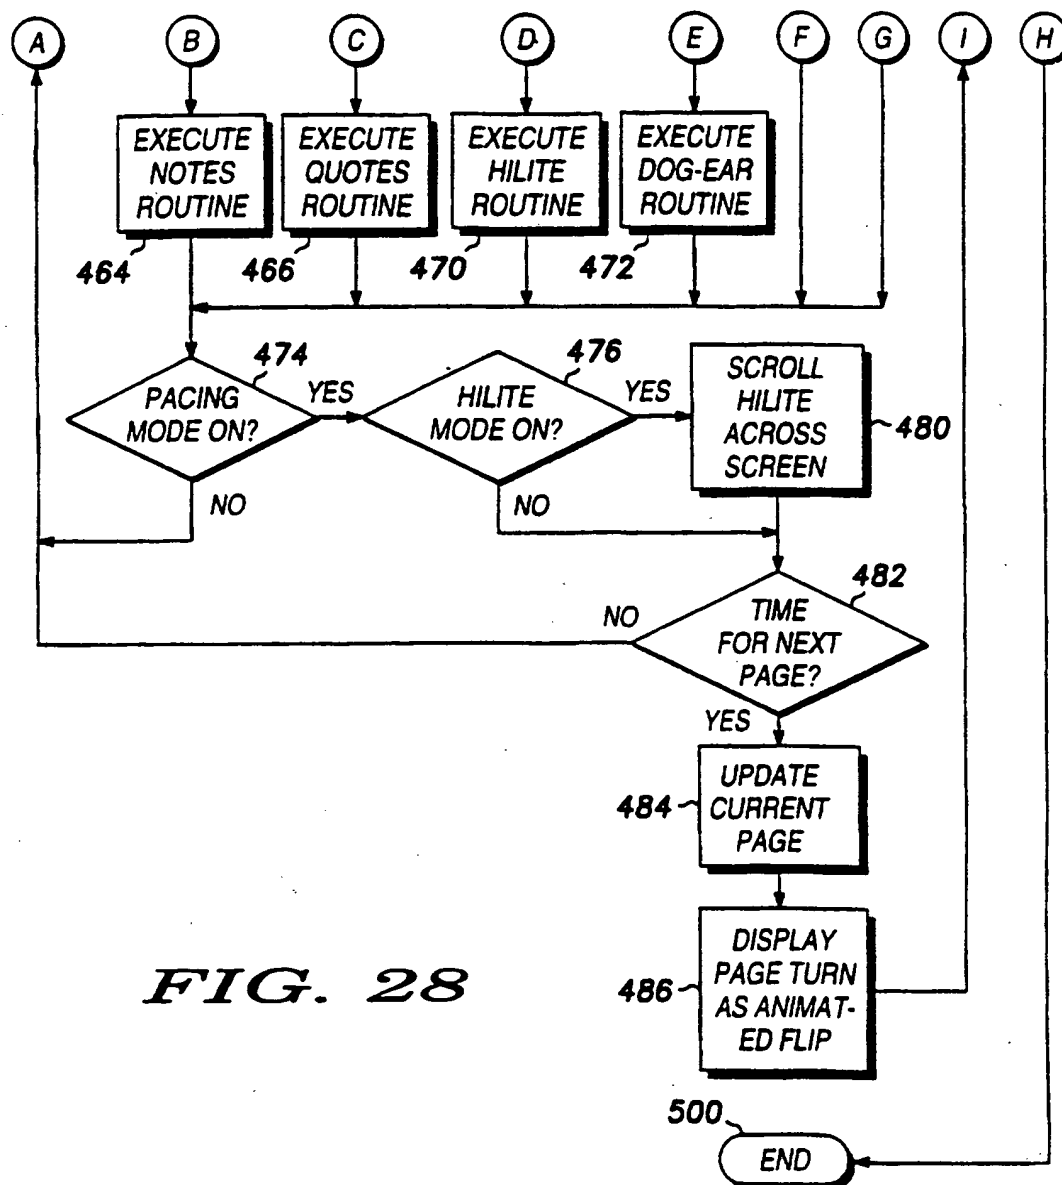 A B C D E F G I H
EXECUTE
NOTES
ROUTINE
EXECUTE
QUOTES
ROUTINE
EXECUTE
HILITE
ROUTINE
EXECUTE
DOG-EAR
ROUTINE
464
466
470
472
474
PACING
MODE ON?
YES
NO
476
HILITE
MODE ON?
YES
NO
SCROLL
HILITE
ACROSS
SCREEN
480
482
TIME
FOR NEXT
PAGE?
NO
YES
484
UPDATE
CURRENT
PAGE
486
DISPLAY
PAGE TURN
AS ANIMAT-
ED FLIP
FIG. 28
500
END